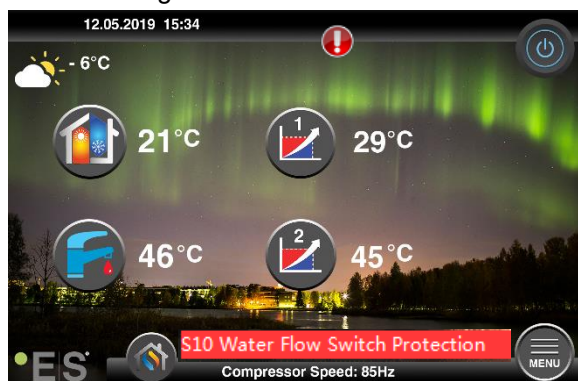 12.05.2019 15:34
- 6°C
21°C
1
29°C
46°C
2
45°C
S10 Water Flow Switch Protection
ES
MENU
Compressor Speed: 85Hz